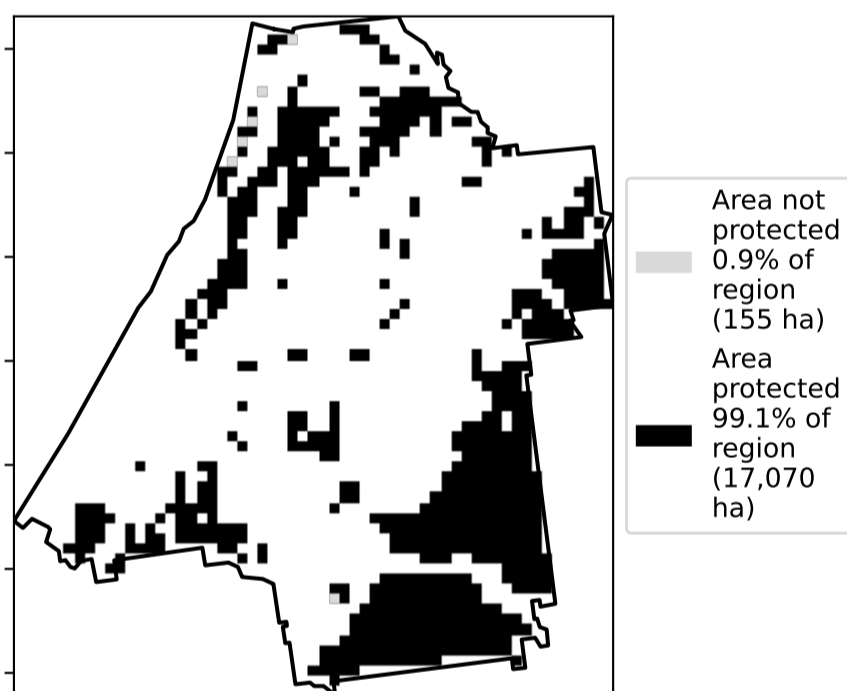 Area not
protected
0.9% of
region
(155 ha)
Area
protected
99.1% of
region
(17,070
ha)